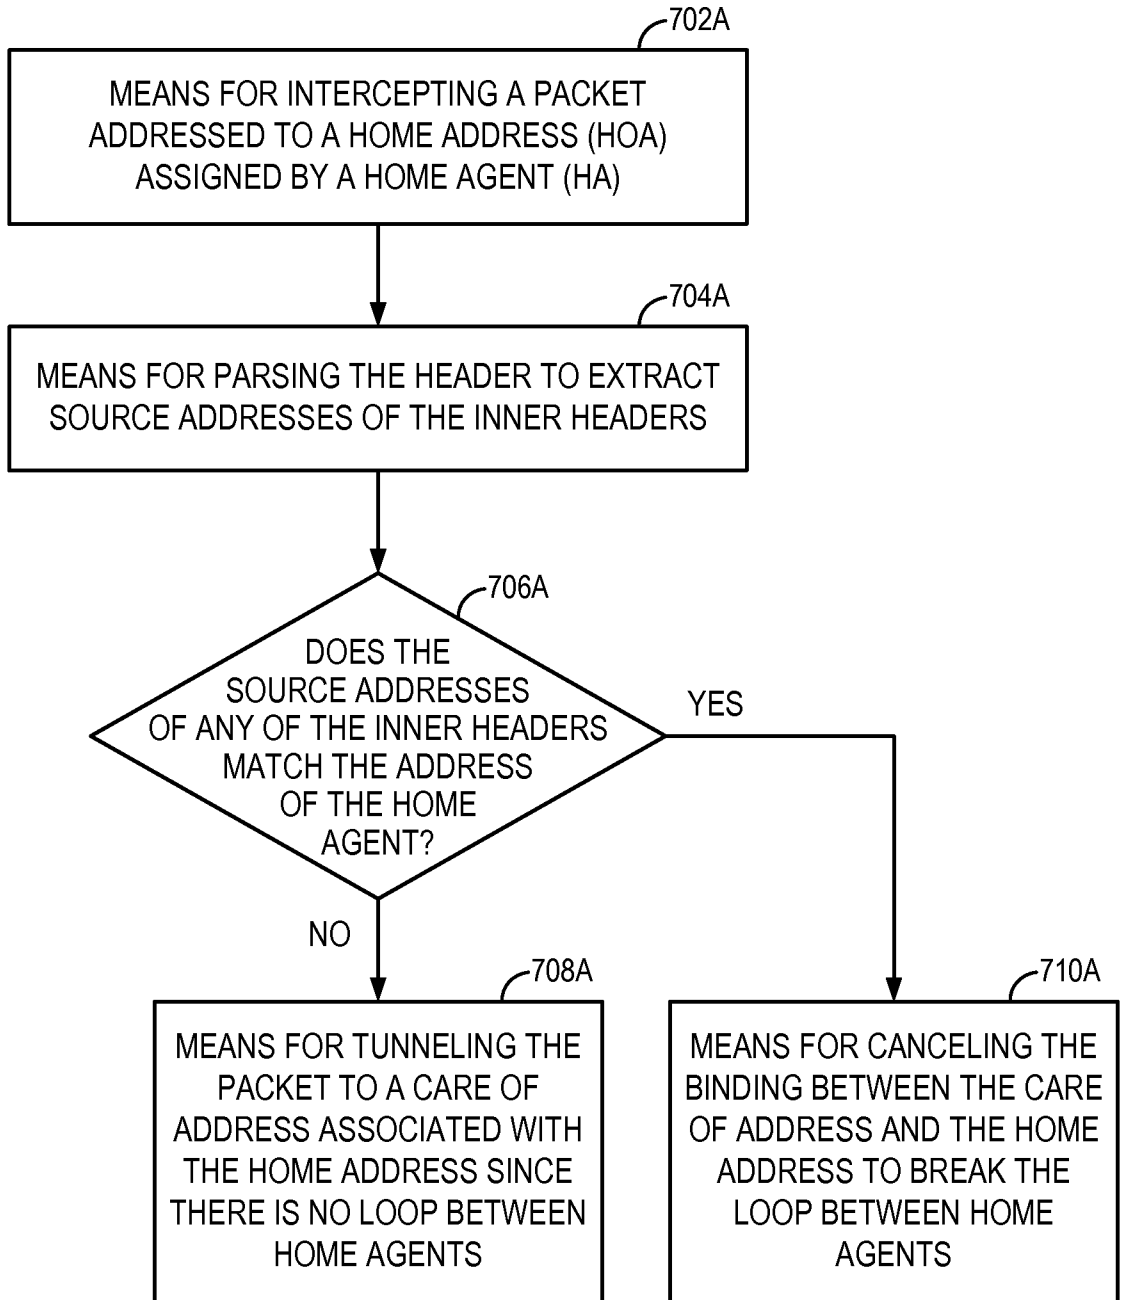 702A
MEANS FOR INTERCEPTING A PACKET
ADDRESSED TO A HOME ADDRESS (HOA)
ASSIGNED BY A HOME AGENT (HA)
704A
MEANS FOR PARSING THE HEADER TO EXTRACT
SOURCE ADDRESSES OF THE INNER HEADERS
706A
DOES THE
SOURCE ADDRESSES
OF ANY OF THE INNER HEADERS
MATCH THE ADDRESS
OF THE HOME
AGENT?
YES
NO
708A
MEANS FOR TUNNELING THE
PACKET TO A CARE OF
ADDRESS ASSOCIATED WITH
THE HOME ADDRESS SINCE
THERE IS NO LOOP BETWEEN
HOME AGENTS
710A
MEANS FOR CANCELING THE
BINDING BETWEEN THE CARE
OF ADDRESS AND THE HOME
ADDRESS TO BREAK THE
LOOP BETWEEN HOME
AGENTS